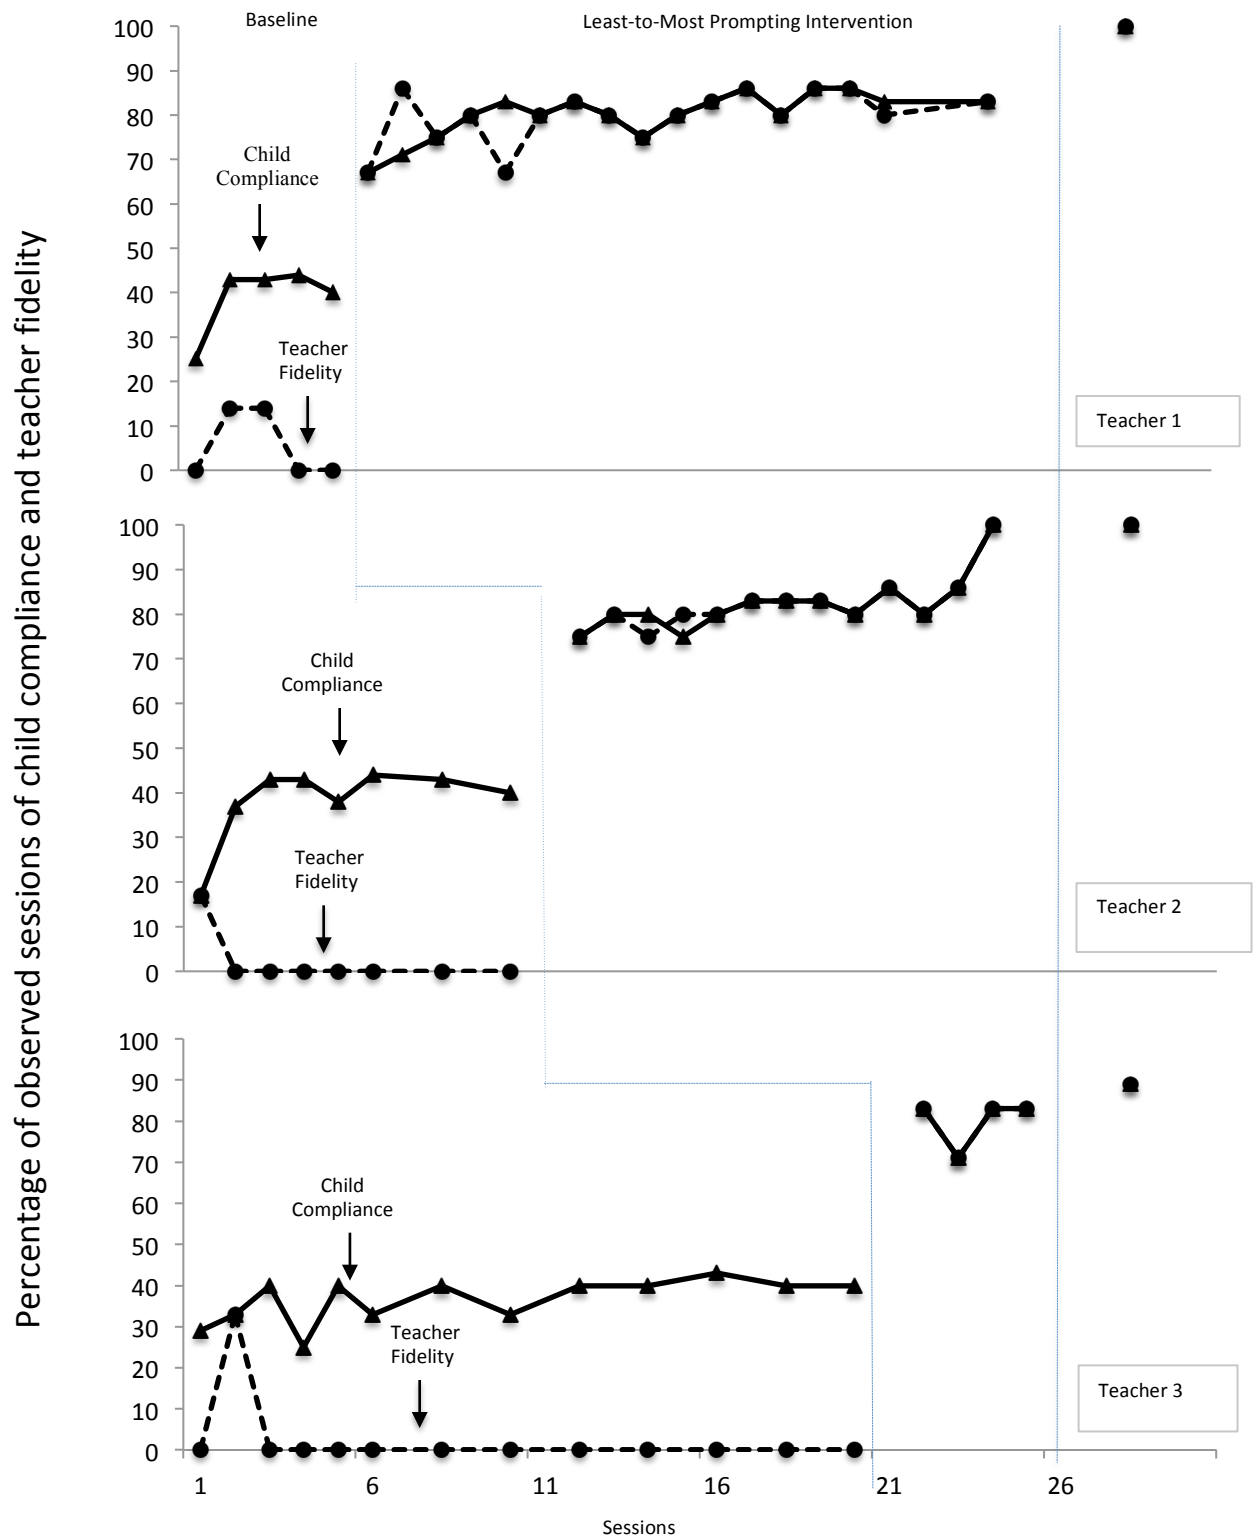 Baseline
Least-to-Most Prompting Intervention
Percentage of observed sessions of child compliance and teacher fidelity
100
90
80
70
60
50
40
30
20
10
0
Child
Compliance
Teacher
Fidelity
Teacher 1
100
90
80
70
60
50
40
30
20
10
0
Child
Compliance
Teacher
Fidelity
Teacher 2
100
90
80
70
60
50
40
30
20
10
0
Child
Compliance
Teacher
Fidelity
Teacher 3
1 6 11 16 21 26
Sessions